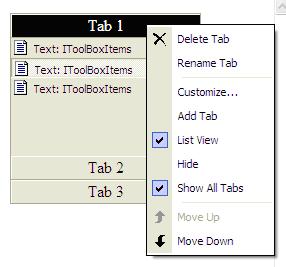 Tab 1
Text: IToolBoxItems
Text: IToolBoxItems
Text: IToolBoxItems
Tab 2
Tab 3
Delete Tab
Rename Tab
Customize...
Add Tab
List View
Hide
Show All Tabs
Move Up
Move Down